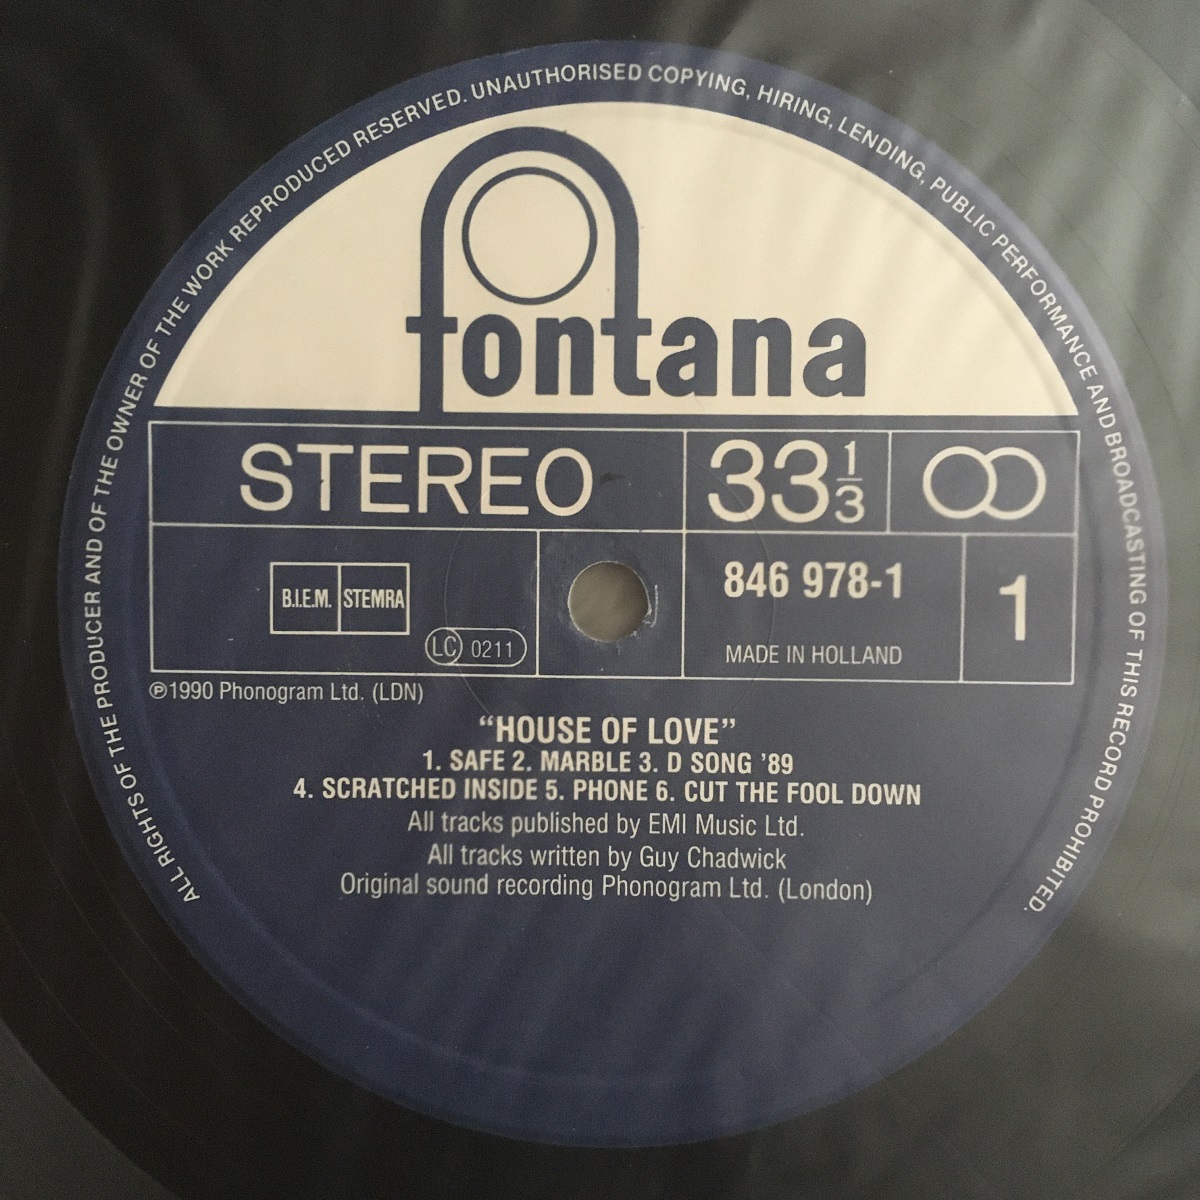 ALL RIGHTS OF THE PRODUCER AND OF THE OWNER OF THE WORK REPRODUCED RESERVED. UNAUTHORISED COPYING, HIRING, LENDING, PUBLIC PERFORMANCE AND BROADCASTING OF THIS RECORD PROHIBITED.
fontana
STEREO 33 1/3
B.I.E.M. STEMRA
LC 0211
846 978-1
MADE IN HOLLAND
1
℗1990 Phonogram Ltd. (LDN)
“HOUSE OF LOVE”
1. SAFE 2. MARBLE 3. D SONG ’89
4. SCRATCHED INSIDE 5. PHONE 6. CUT THE FOOL DOWN
All tracks published by EMI Music Ltd.
All tracks written by Guy Chadwick
Original sound recording Phonogram Ltd. (London)